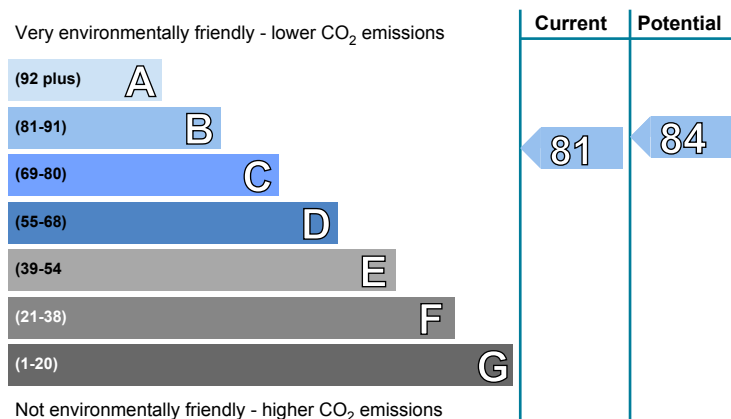 Very environmentally friendly - lower CO2 emissions
Current
Potential
(92 plus) A
(81-91) B
(69-80) C
(55-68) D
(39-54 E
(21-38) F
(1-20) G
81
84
Not environmentally friendly - higher CO2 emissions